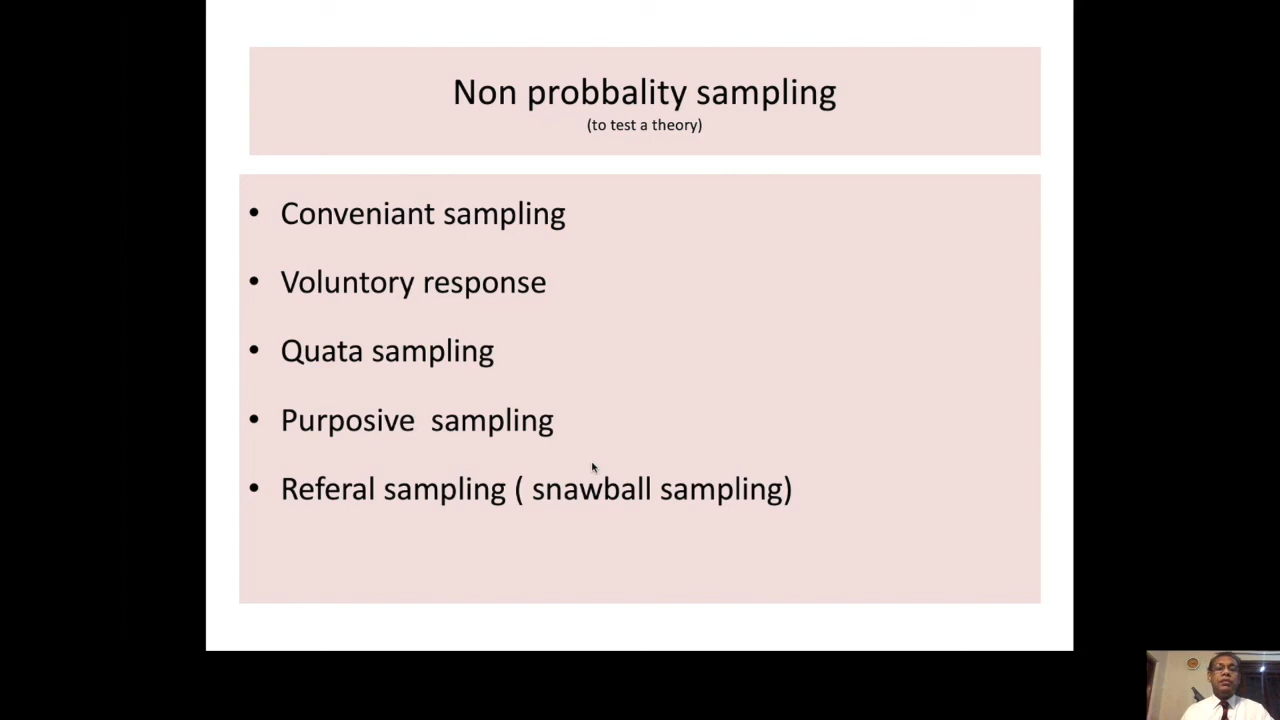 Non probbality sampling
(to test a theory)
• Conveniant sampling
• Voluntory response
• Quata sampling
• Purposive  sampling
• Referal sampling ( snawball sampling)